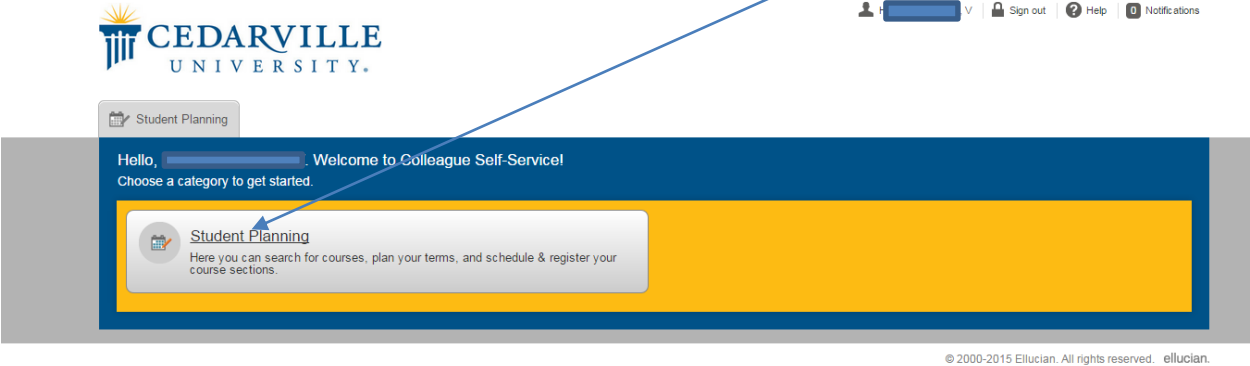 V Sign out Help 0 Notifications
CEDARVILLE
UNIVERSITY.
Student Planning
Hello, . Welcome to Colleague Self-Service!
Choose a category to get started.
Student Planning
Here you can search for courses, plan your terms, and schedule & register your
course sections.
© 2000-2015 Ellucian. All rights reserved. ellucian.